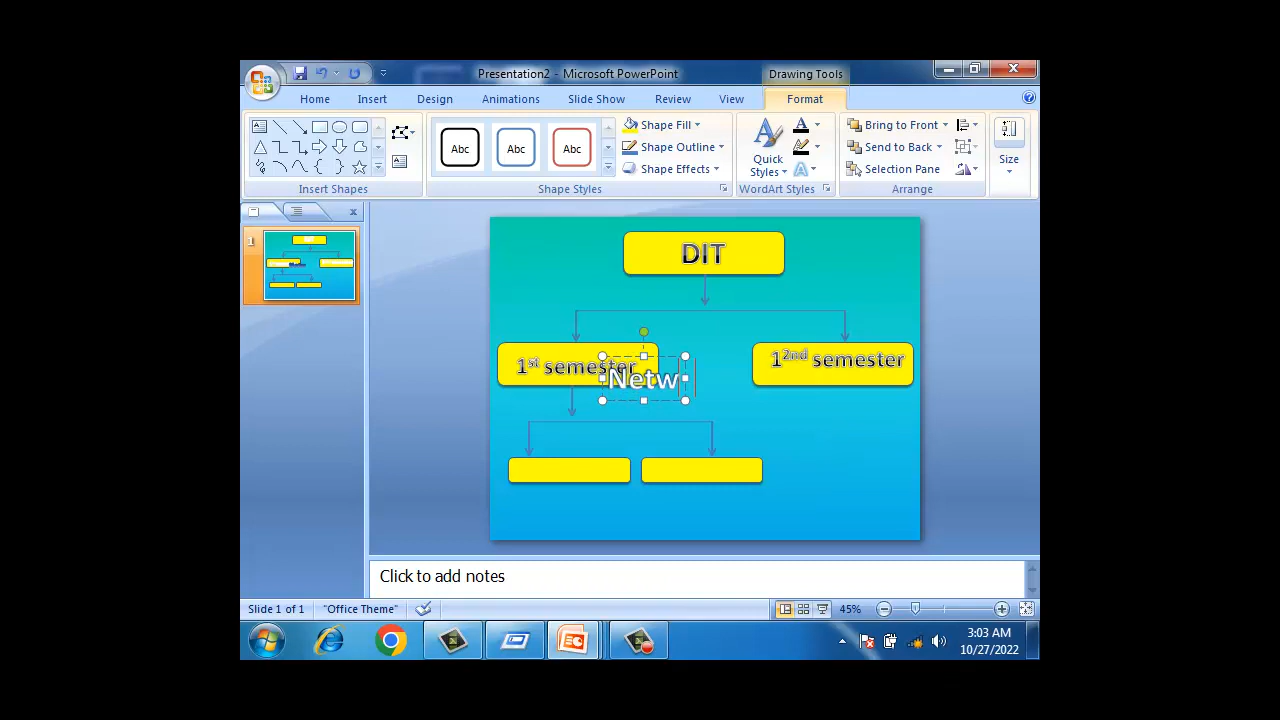 Presentation2 - Microsoft PowerPoint
Drawing Tools
Home
Insert
Design
Animations
Slide Show
Review
View
Format
Abc
Abc
Abc
Shape Fill
Shape Outline
Shape Effects
Quick
Styles
A
A
Bring to Front
Send to Back
Selection Pane
Size
Insert Shapes
Shape Styles
WordArt Styles
Arrange
1
DIT
1st semester
Netw
12nd semester
Click to add notes
Slide 1 of 1
"Office Theme"
45%
3:03 AM
10/27/2022